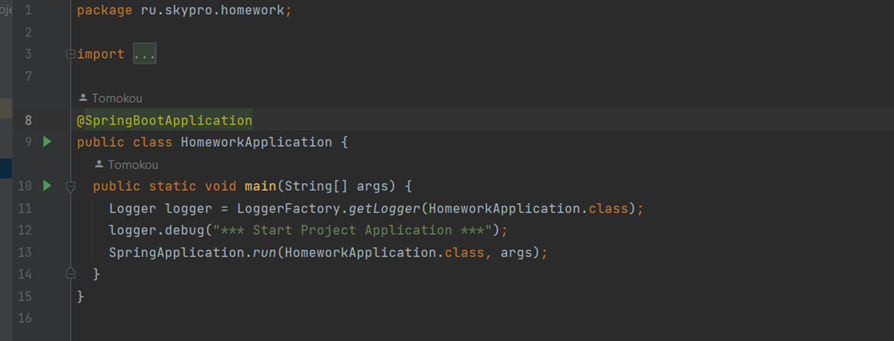 oje
1 package ru.skypro.homework;
2
3 import ...
7
Tomokou
8 @SpringBootApplication
9 public class HomeworkApplication {
Tomokou
10 public static void main(String[] args) {
11 Logger logger = LoggerFactory.getLogger(HomeworkApplication.class);
12 logger.debug("*** Start Project Application ***");
13 SpringApplication.run(HomeworkApplication.class, args);
14 }
15 }
16